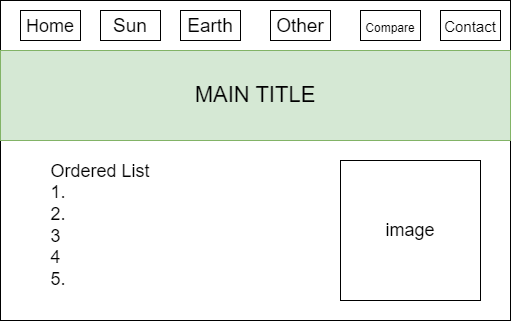 Home Sun Earth Other Compare Contact
MAIN TITLE
Ordered List
1.
2.
3
4
5.
image